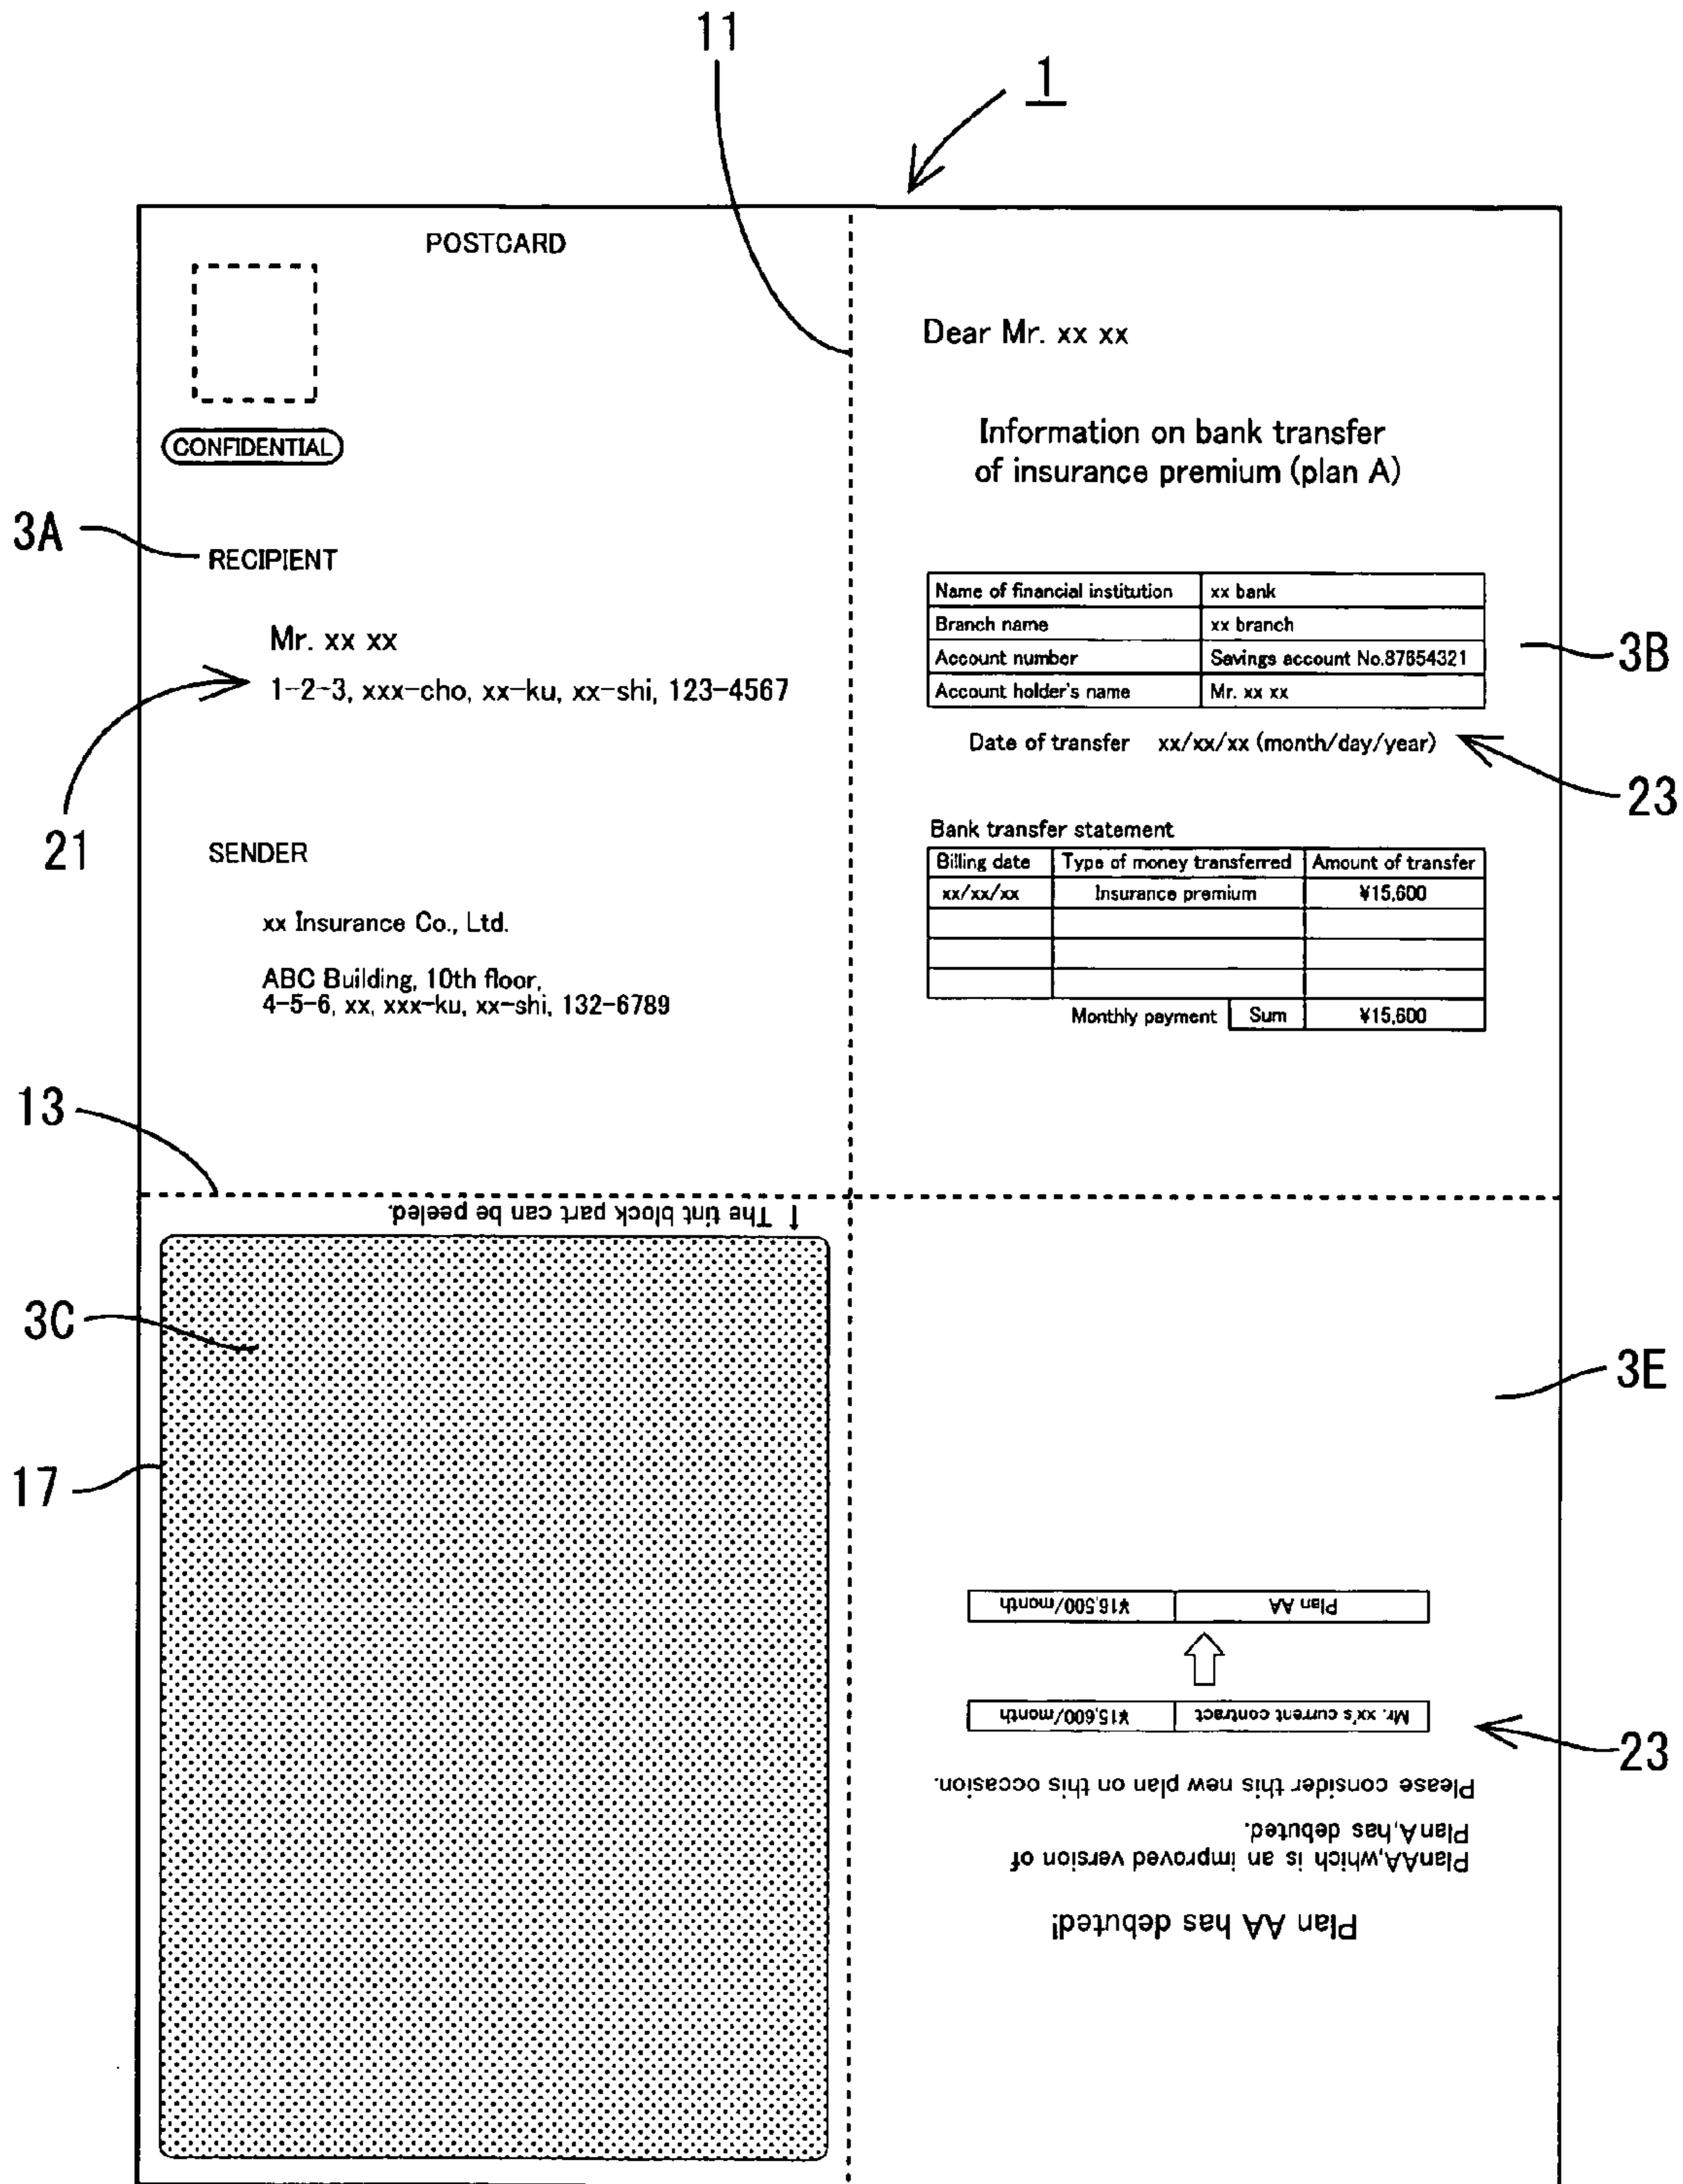 11
1
POSTCARD
CONFIDENTIAL
3A
RECIPIENT
Mr. xx xx
1-2-3, xxx-cho, xx-ku, xx-shi, 123-4567
21
SENDER
xx Insurance Co., Ltd.
ABC Building, 10th floor,
4-5-6, xx, xxx-ku, xx-shi, 132-6789
13
Dear Mr. xx xx
Information on bank transfer
of insurance premium (plan A)
Name of financial institution xx bank
Branch name xx branch
Account number Savings account No.87654321
Account holder's name Mr. xx xx
3B
Date of transfer xx/xx/xx (month/day/year)
23
Bank transfer statement
Billing date Type of money transferred Amount of transfer
xx/xx/xx Insurance premium ¥15,600
Monthly payment Sum ¥15,600
↑ The tint block part can be peeled.
3C
17
3E
Plan AA has debuted!
PlanAA,which is an improved version of
PlanA,has debuted.
Please consider this new plan on this occasion.
Mr. xx's current contract ¥15,600/month
23
Plan AA ¥16,500/month